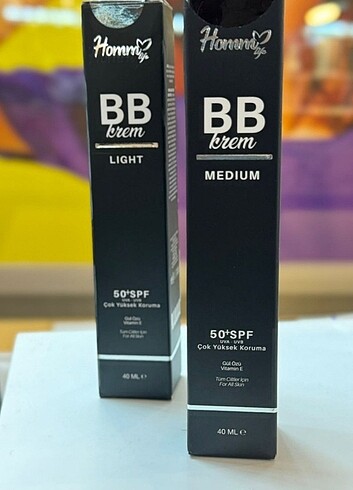 Homm life
BB
krem
LIGHT
50+SPF
UVA · UVB
Çok Yüksek Koruma
Gül Özü
Vitamin E
Tüm Ciltler İçin
For All Skin
40 ML ℮
Homm life
BB
krem
MEDIUM
50+SPF
UVA · UVB
Çok Yüksek Koruma
Gül Özü
Vitamin E
Tüm Ciltler İçin
For All Skin
40 ML ℮